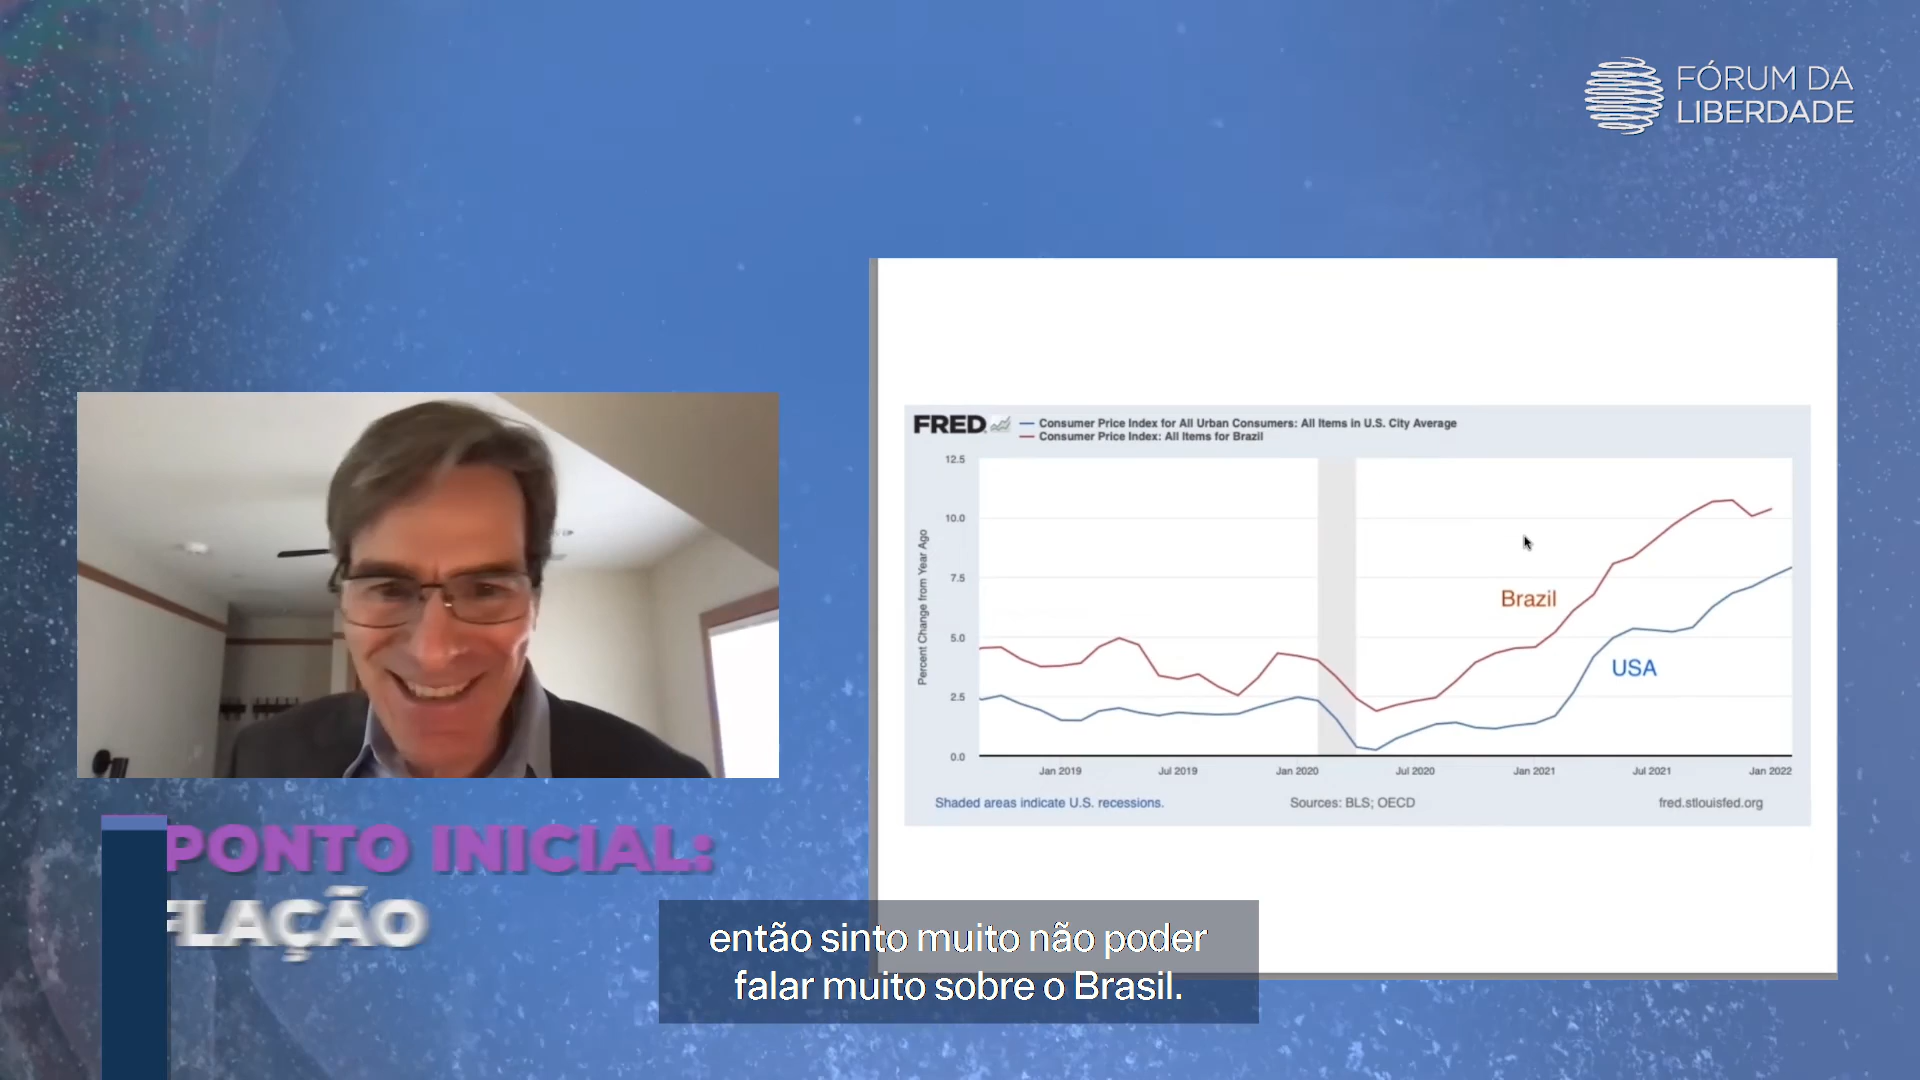 FÓRUM DA
LIBERDADE
FRED
Consumer Price Index for All Urban Consumers: All Items in U.S. City Average
Consumer Price Index: All Items for Brazil
Percent Change from Year Ago
12.5
10.0
7.5
5.0
2.5
0.0
Brazil
USA
Jan 2019 Jul 2019 Jan 2020 Jul 2020 Jan 2021 Jul 2021 Jan 2022
Shaded areas indicate U.S. recessions. Sources: BLS; OECD fred.stlouisfed.org
PONTO INICIAL:
FLAÇÃO
então sinto muito não poder
falar muito sobre o Brasil.